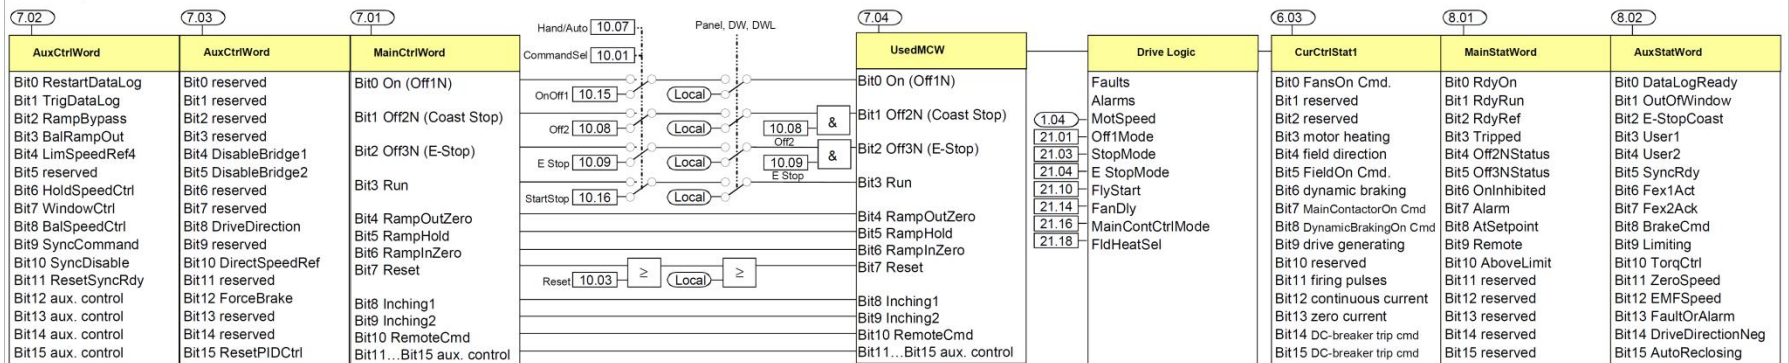 7.02
AuxCtrlWord
Bit0 RestartDataLog
Bit1 TrigDataLog
Bit2 RampBypass
Bit3 BalRampOut
Bit4 LimSpeedRef4
Bit5 reserved
Bit6 HoldSpeedCtrl
Bit7 WindowCtrl
Bit8 BalSpeedCtrl
Bit9 SyncCommand
Bit10 SyncDisable
Bit11 ResetSyncRdy
Bit12 aux. control
Bit13 aux. control
Bit14 aux. control
Bit15 aux. control
7.03
AuxCtrlWord
Bit0 reserved
Bit1 reserved
Bit2 reserved
Bit3 reserved
Bit4 DisableBridge1
Bit5 DisableBridge2
Bit6 reserved
Bit7 reserved
Bit8 DriveDirection
Bit9 reserved
Bit10 DirectSpeedRef
Bit11 reserved
Bit12 ForceBrake
Bit13 reserved
Bit14 reserved
Bit15 ResetPIDCtrl
7.01
MainCtrlWord
Bit0 On (Off1N)
Bit1 Off2N (Coast Stop)
Bit2 Off3N (E-Stop)
Bit3 Run
Bit4 RampOutZero
Bit5 RampHold
Bit6 RampInZero
Bit7 Reset
Bit8 Inching1
Bit9 Inching2
Bit10 RemoteCmd
Bit11...Bit15 aux. control
Hand/Auto 10.07
Panel, DW, DWL
CommandSel 10.01
OnOff1 10.15
Local
Off2 10.08
Local
10.08
&
Off2
E Stop 10.09
Local
10.09
&
E Stop
StartStop 10.16
Local
Reset 10.03
≥
Local
≥
7.04
UsedMCW
Bit0 On (Off1N)
Bit1 Off2N (Coast Stop)
Bit2 Off3N (E-Stop)
Bit3 Run
Bit4 RampOutZero
Bit5 RampHold
Bit6 RampInZero
Bit7 Reset
Bit8 Inching1
Bit9 Inching2
Bit10 RemoteCmd
Bit11...Bit15 aux. control
Drive Logic
Faults
Alarms
1.04 MotSpeed
21.01 Off1Mode
21.03 StopMode
21.04 E StopMode
21.10 FlyStart
21.14 FanDly
21.16 MainContCtrlMode
21.18 FldHeatSel
6.03
CurCtrlStat1
Bit0 FansOn Cmd.
Bit1 reserved
Bit2 reserved
Bit3 motor heating
Bit4 field direction
Bit5 FieldOn Cmd.
Bit6 dynamic braking
Bit7 MainContactorOn Cmd
Bit8 DynamicBrakingOn Cmd
Bit9 drive generating
Bit10 reserved
Bit11 firing pulses
Bit12 continuous current
Bit13 zero current
Bit14 DC-breaker trip cmd
Bit15 DC-breaker trip cmd
8.01
MainStatWord
Bit0 RdyOn
Bit1 RdyRun
Bit2 RdyRef
Bit3 Tripped
Bit4 Off2NStatus
Bit5 Off3NStatus
Bit6 OnInhibited
Bit7 Alarm
Bit8 AtSetpoint
Bit9 Remote
Bit10 AboveLimit
Bit11 reserved
Bit12 reserved
Bit13 reserved
Bit14 reserved
Bit15 reserved
8.02
AuxStatWord
Bit0 DataLogReady
Bit1 OutOfWindow
Bit2 E-StopCoast
Bit3 User1
Bit4 User2
Bit5 SyncRdy
Bit6 Fex1Act
Bit7 Fex2Ack
Bit8 BrakeCmd
Bit9 Limiting
Bit10 TorqCtrl
Bit11 ZeroSpeed
Bit12 EMFSpeed
Bit13 FaultOrAlarm
Bit14 DriveDirectionNeg
Bit15 AutoReclosing